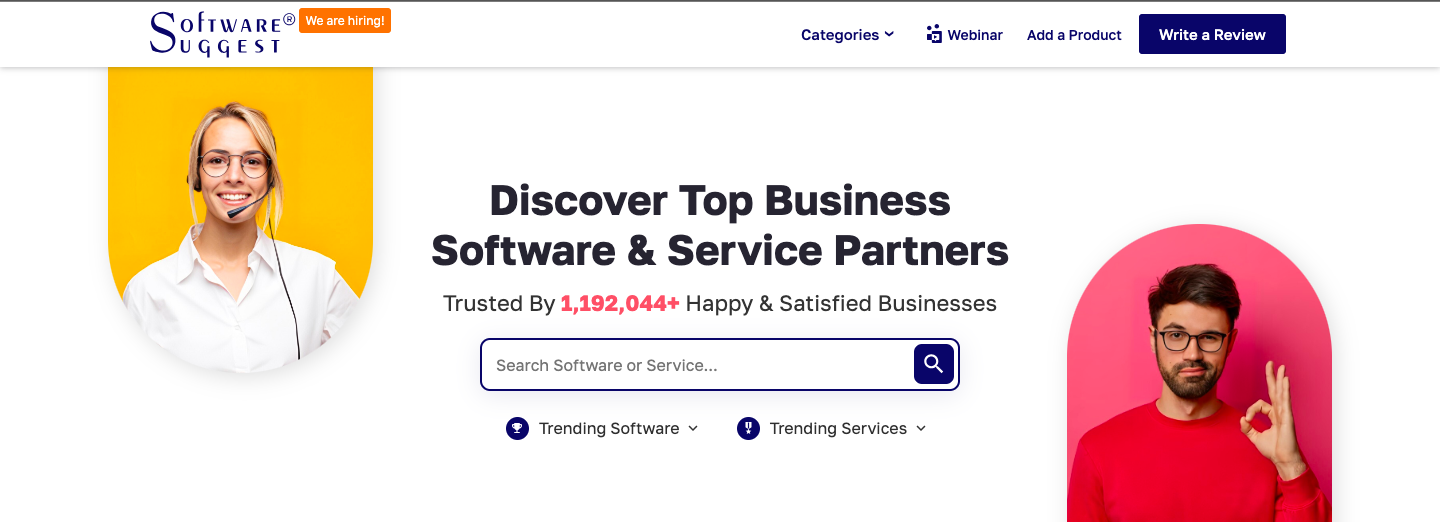 SOFTWARE® We are hiring!
SUGGEST
Categories Webinar Add a Product Write a Review
Discover Top Business
Software & Service Partners
Trusted By 1,192,044+ Happy & Satisfied Businesses
Search Software or Service...
Trending Software Trending Services